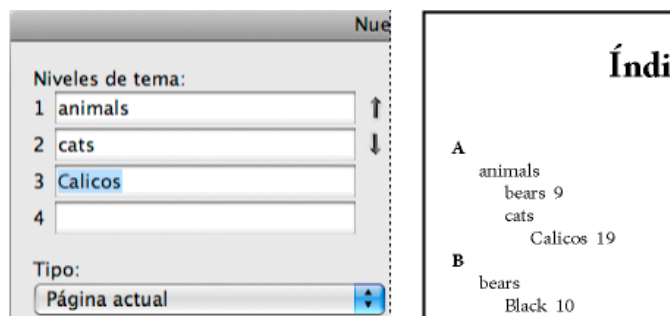 Nue
Niveles de tema:
1 animals
2 cats
3 Calicos
4
Tipo:
Página actual
Índi
A
animals
bears 9
cats
Calicos 19
B
bears
Black 10